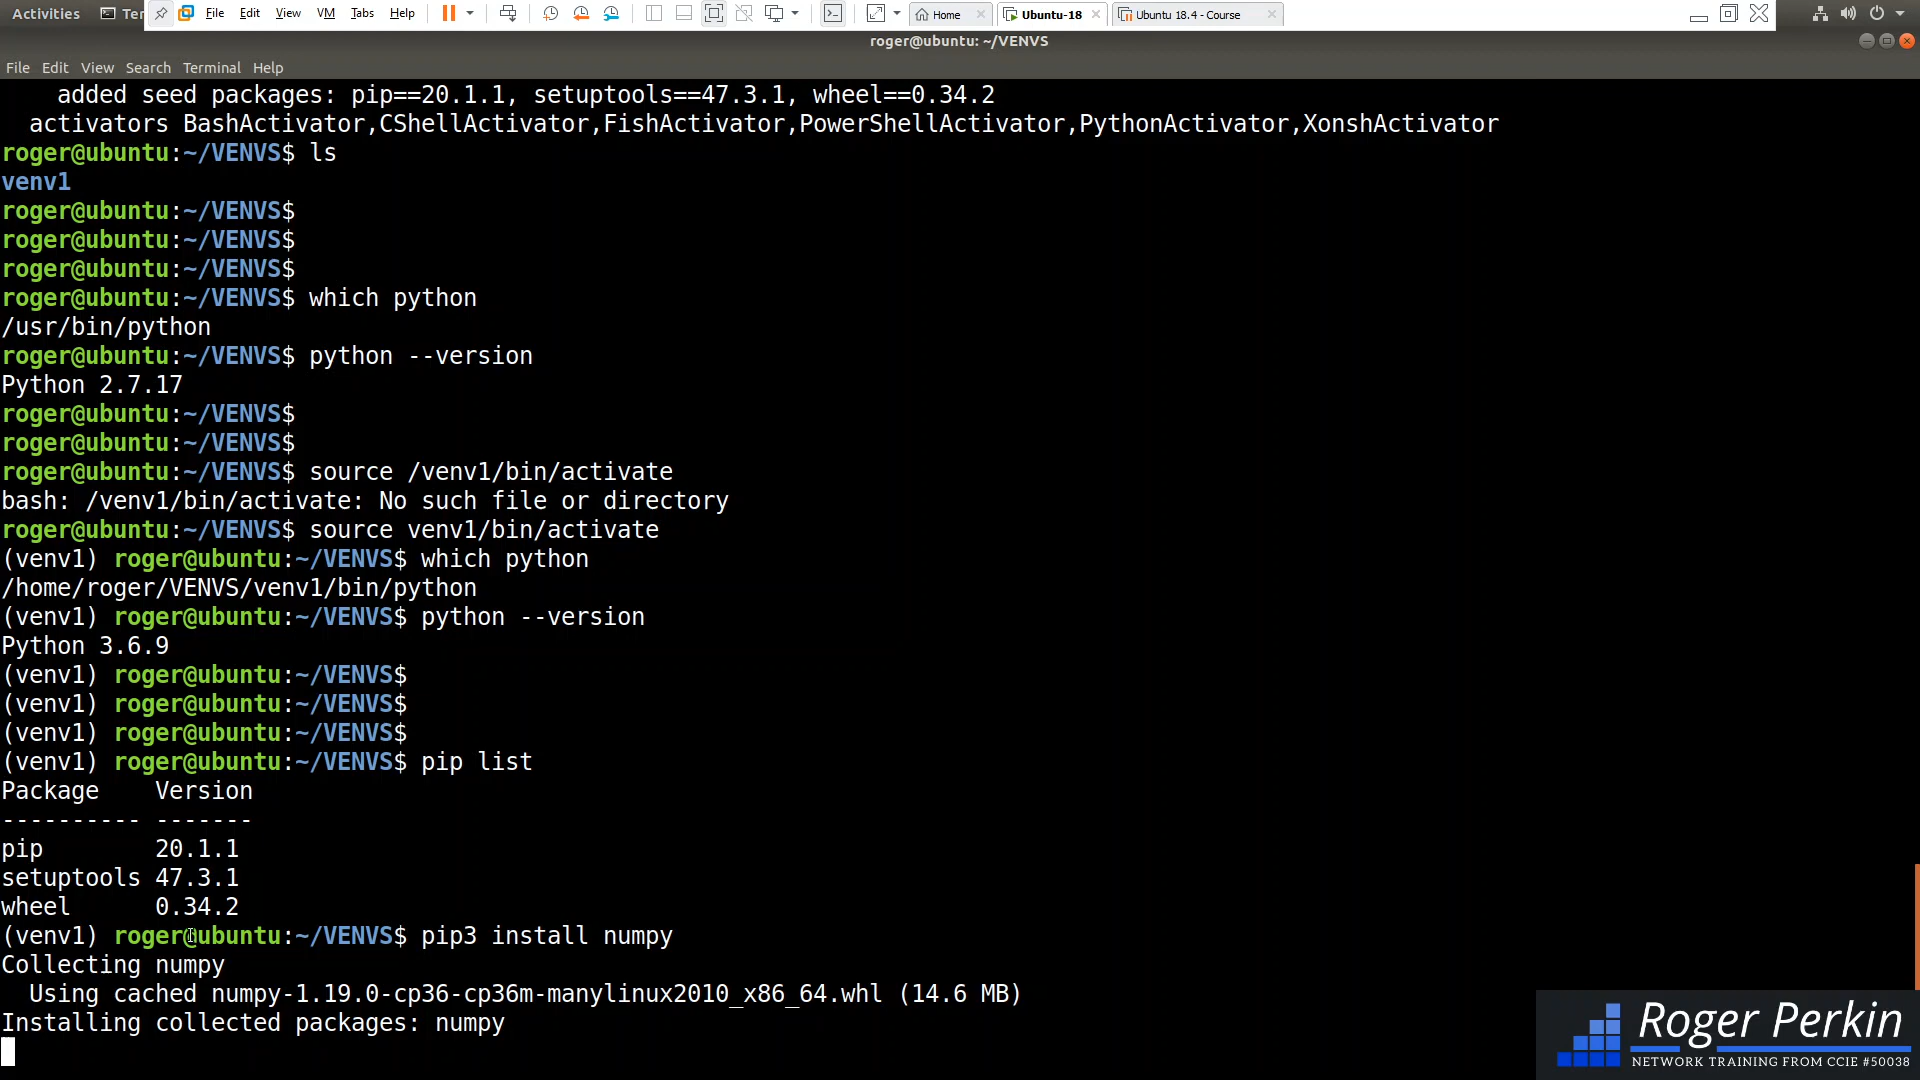 Activities Ter File Edit View VM Tabs Help Home Ubuntu-18 Ubuntu 18.4 - Course
roger@ubuntu: ~/VENVS
File Edit View Search Terminal Help
added seed packages: pip==20.1.1, setuptools==47.3.1, wheel==0.34.2
activators BashActivator,CShellActivator,FishActivator,PowerShellActivator,PythonActivator,XonshActivator
roger@ubuntu:~/VENVS$ ls
venv1
roger@ubuntu:~/VENVS$
roger@ubuntu:~/VENVS$
roger@ubuntu:~/VENVS$
roger@ubuntu:~/VENVS$ which python
/usr/bin/python
roger@ubuntu:~/VENVS$ python --version
Python 2.7.17
roger@ubuntu:~/VENVS$
roger@ubuntu:~/VENVS$
roger@ubuntu:~/VENVS$ source /venv1/bin/activate
bash: /venv1/bin/activate: No such file or directory
roger@ubuntu:~/VENVS$ source venv1/bin/activate
(venv1) roger@ubuntu:~/VENVS$ which python
/home/roger/VENVS/venv1/bin/python
(venv1) roger@ubuntu:~/VENVS$ python --version
Python 3.6.9
(venv1) roger@ubuntu:~/VENVS$
(venv1) roger@ubuntu:~/VENVS$
(venv1) roger@ubuntu:~/VENVS$
(venv1) roger@ubuntu:~/VENVS$ pip list
Package    Version
---------- -------
pip        20.1.1
setuptools 47.3.1
wheel      0.34.2
(venv1) roger@ubuntu:~/VENVS$ pip3 install numpy
Collecting numpy
Using cached numpy-1.19.0-cp36-cp36m-manylinux2010_x86_64.whl (14.6 MB)
Installing collected packages: numpy
Roger Perkin
NETWORK TRAINING FROM CCIE #50038